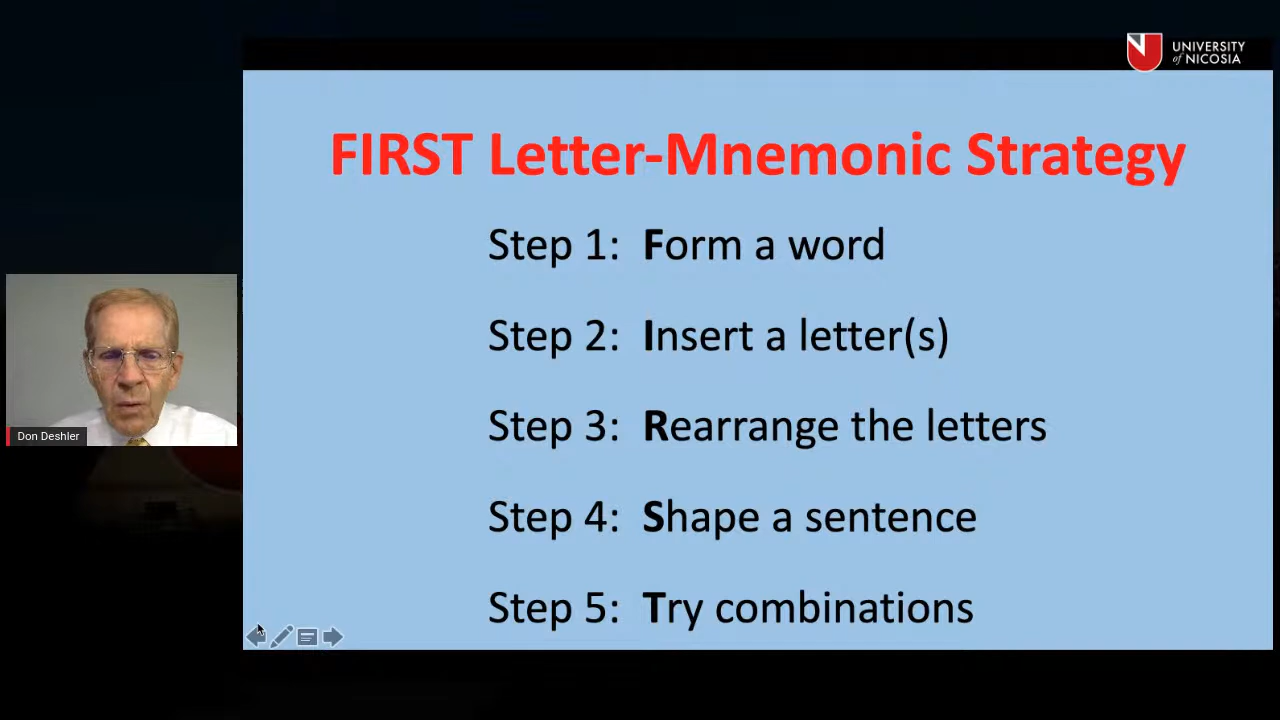 UNIVERSITY
of NICOSIA
FIRST Letter-Mnemonic Strategy
Step 1: Form a word
Step 2: Insert a letter(s)
Step 3: Rearrange the letters
Step 4: Shape a sentence
Step 5: Try combinations
Don Deshler